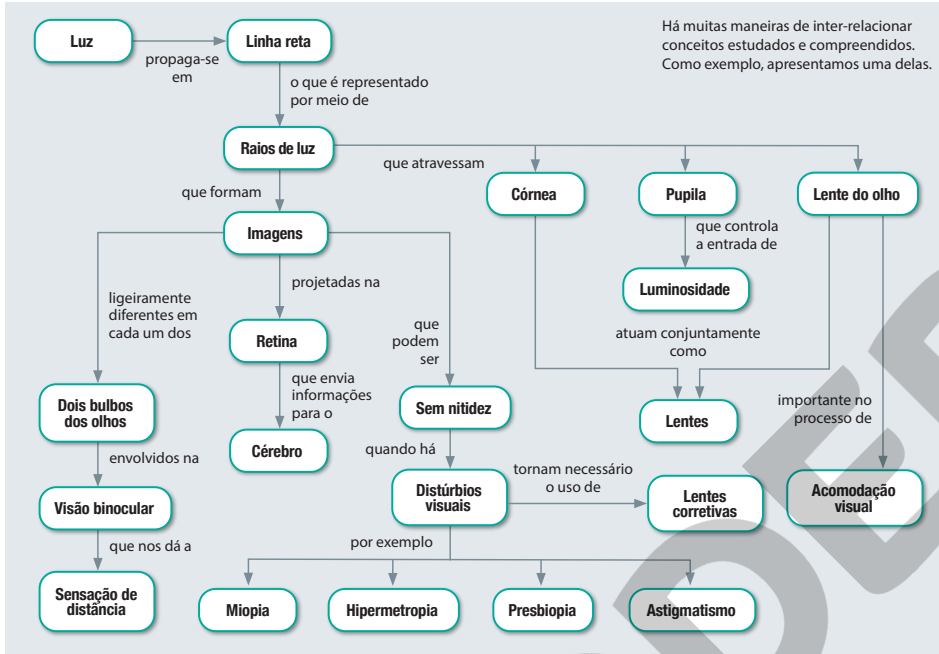 Luz
propaga-se
em
Linha reta
Há muitas maneiras de inter-relacionar
conceitos estudados e compreendidos.
Como exemplo, apresentamos uma delas.
o que é representado
por meio de
Raios de luz
que atravessam
Córnea
Pupila
Lente do olho
que formam
Imagens
que controla
a entrada de
Luminosidade
ligeiramente
diferentes em
cada um dos
projetadas na
que
podem
ser
atuam conjuntamente
como
Retina
que envia
informações
para o
Dois bulbos
dos olhos
Cérebro
Sem nitidez
Lentes
importante no
processo de
envolvidos na
quando há
tornam necessário
o uso de
Visão binocular
Distúrbios
visuais
Lentes
corretivas
Acomodação
visual
que nos dá a
por exemplo
Sensação de
distância
Miopia
Hipermetropia
Presbiopia
Astigmatismo